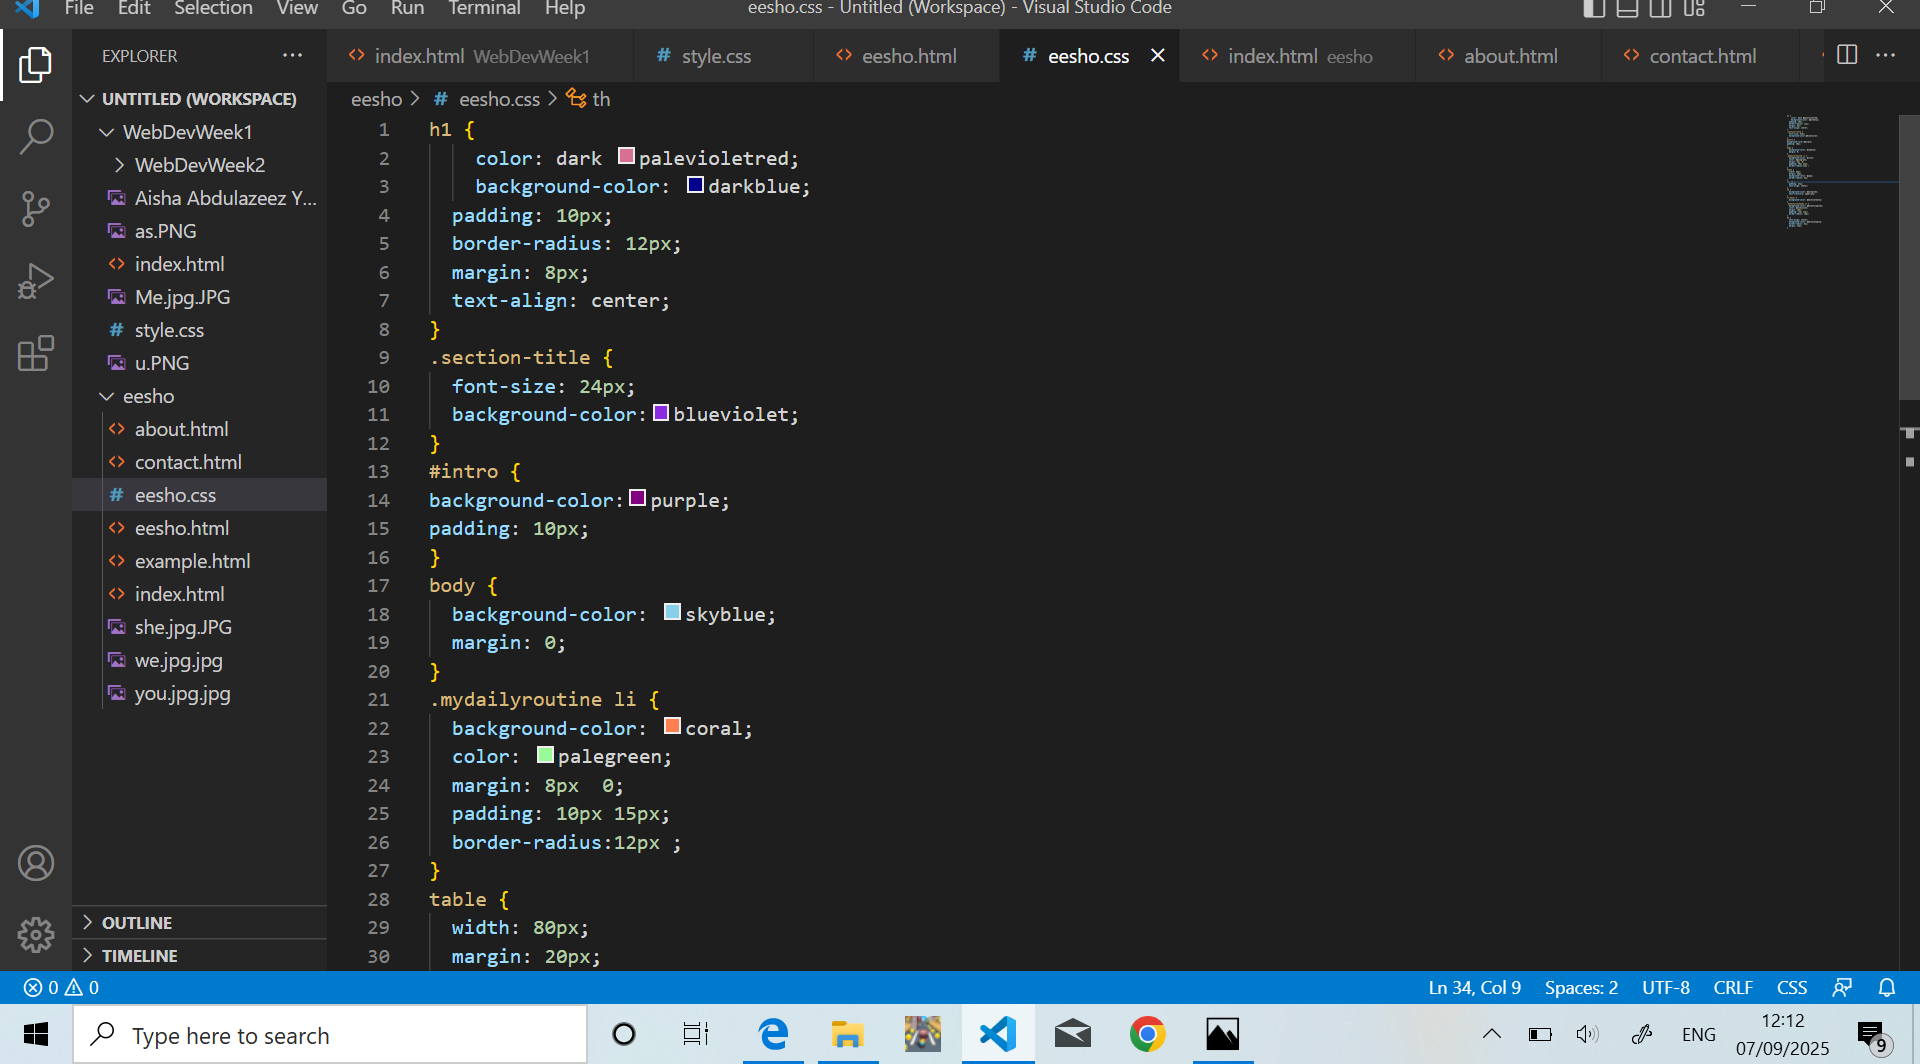 File Edit Selection View Go Run Terminal Help
eesho.css - Untitled (Workspace) - Visual Studio Code
EXPLORER
index.html WebDevWeek1
style.css
eesho.html
eesho.css
index.html eesho
about.html
contact.html
UNTITLED (WORKSPACE)
WebDevWeek1
WebDevWeek2
Aisha Abdulazeez Y...
as.PNG
index.html
Me.jpg.JPG
style.css
u.PNG
eesho
about.html
contact.html
eesho.css
eesho.html
example.html
index.html
she.jpg.JPG
we.jpg.jpg
you.jpg.jpg
OUTLINE
TIMELINE
eesho > # eesho.css > th
1 h1 {
2 color: dark palevioletred;
3 background-color: darkblue;
4 padding: 10px;
5 border-radius: 12px;
6 margin: 8px;
7 text-align: center;
8 }
9 .section-title {
10 font-size: 24px;
11 background-color: blueviolet;
12 }
13 #intro {
14 background-color: purple;
15 padding: 10px;
16 }
17 body {
18 background-color: skyblue;
19 margin: 0;
20 }
21 .mydailyroutine li {
22 background-color: coral;
23 color: palegreen;
24 margin: 8px  0;
25 padding: 10px 15px;
26 border-radius:12px ;
27 }
28 table {
29 width: 80px;
30 margin: 20px;
0 0
Ln 34, Col 9 Spaces: 2 UTF-8 CRLF CSS
Type here to search
ENG
12:12
07/09/2025
9